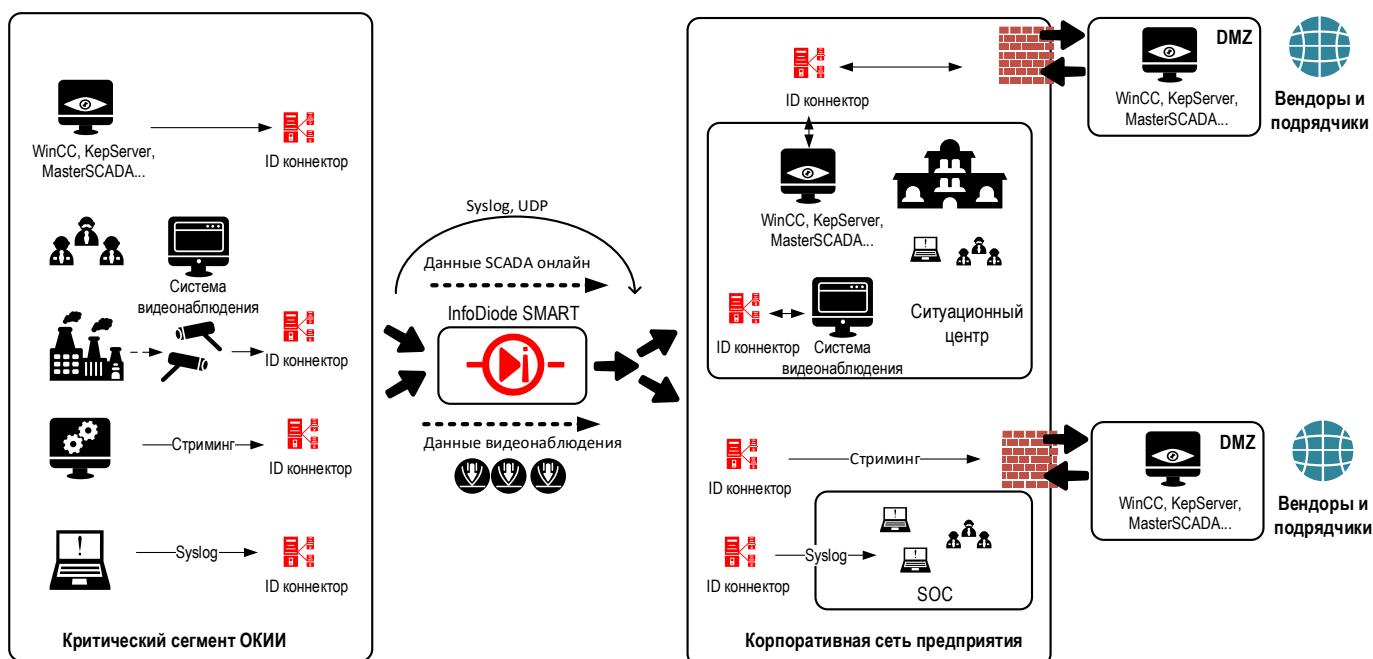 WinCC, KepServer,
MasterSCADA...
ID коннектор
Система
видеонаблюдения
ID коннектор
Стриминг
ID коннектор
!
Syslog
ID коннектор
Критический сегмент ОКИИ
Syslog, UDP
Данные SCADA онлайн
InfoDiode SMART
Di
Данные видеонаблюдения
ID коннектор
WinCC, KepServer,
MasterSCADA...
!
ID коннектор
Система
видеонаблюдения
Ситуационный
центр
Стриминг
ID коннектор
Syslog
ID коннектор
!
!
SOC
Корпоративная сеть предприятия
DMZ
WinCC, KepServer,
MasterSCADA...
Вендоры и
подрядчики
DMZ
WinCC, KepServer,
MasterSCADA...
Вендоры и
подрядчики